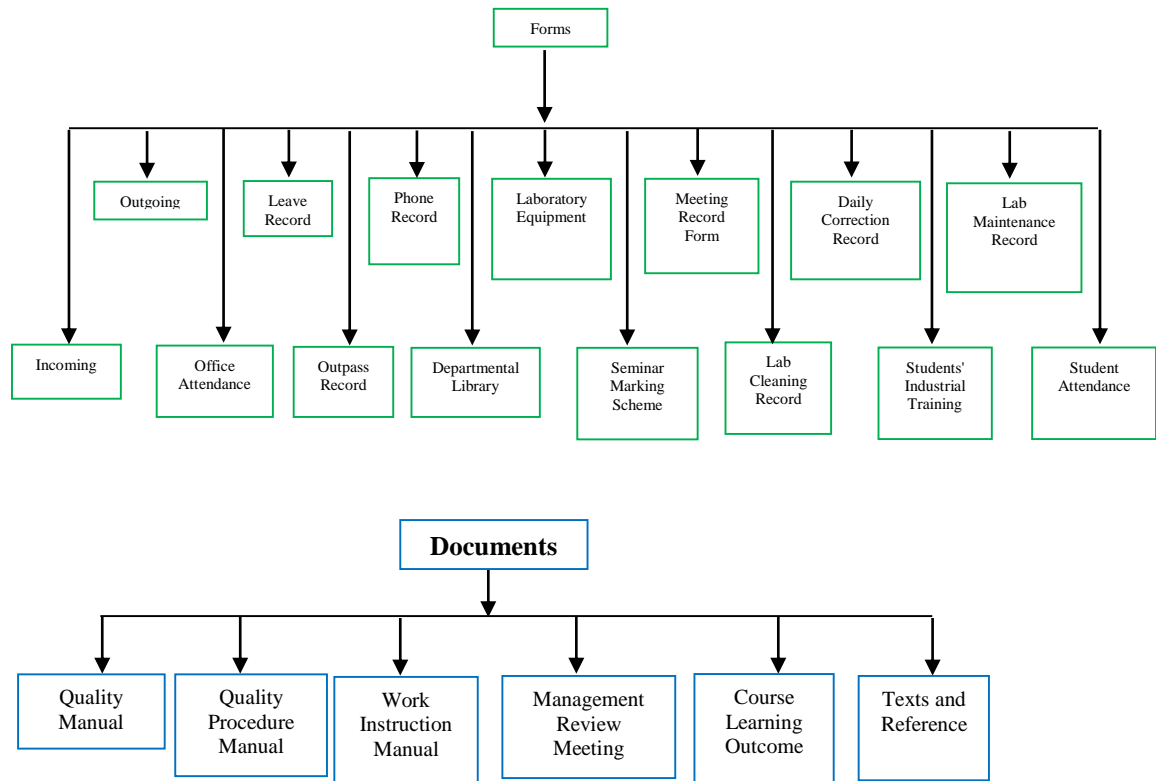 Forms
Outgoing
Leave
Record
Phone
Record
Laboratory
Equipment
Meeting
Record
Form
Daily
Correction
Record
Lab
Maintenance
Record
Incoming
Office
Attendance
Outpass
Record
Departmental
Library
Seminar
Marking
Scheme
Lab
Cleaning
Record
Students'
Industrial
Training
Student
Attendance
Documents
Quality
Manual
Quality
Procedure
Manual
Work
Instruction
Manual
Management
Review
Meeting
Course
Learning
Outcome
Texts and
Reference